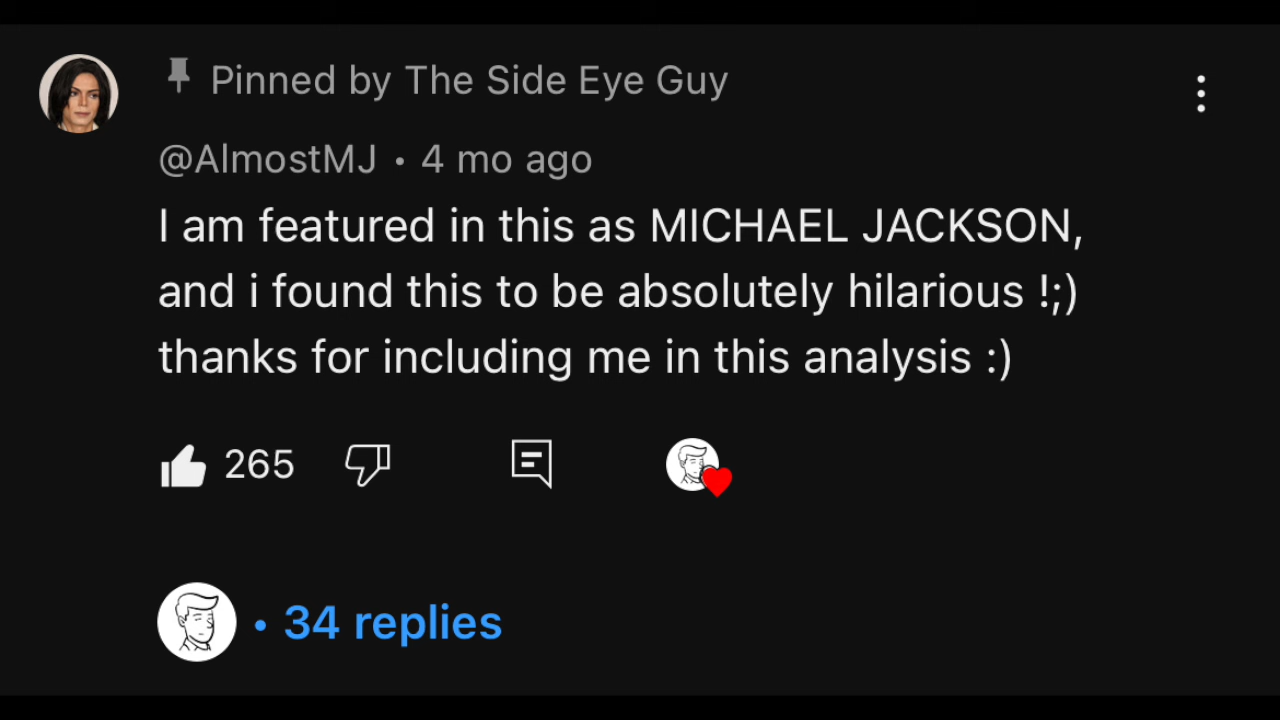 Pinned by The Side Eye Guy
@AlmostMJ • 4 mo ago
I am featured in this as MICHAEL JACKSON,
and i found this to be absolutely hilarious !;)
thanks for including me in this analysis :)
265
• 34 replies